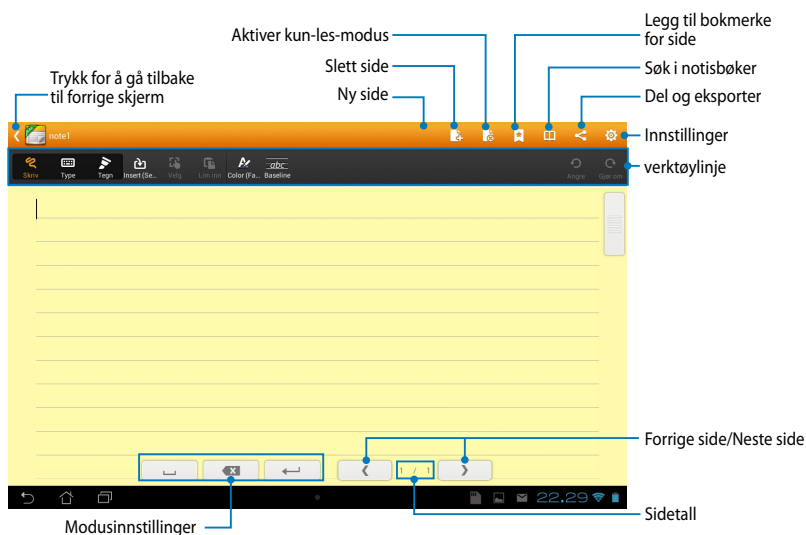 Legg til bokmerke
for side
Aktiver kun-les-modus
Slett side
Søk i notisbøker
Trykk for å gå tilbake
til forrige skjerm
Ny side
Del og eksporter
note1
Innstillinger
Skriv Type Tegn Insert (Se... Velg Lim inn Color (Fa... abc Baseline Angre Gjør om
verktøylinje
Forrige side/Neste side
1 / 1
22.29
Sidetall
Modusinnstillinger